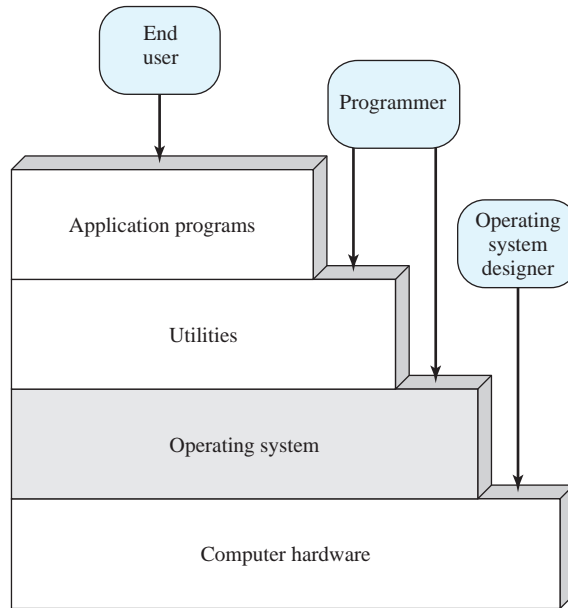 End
user
Programmer
Operating
system
designer
Application programs
Utilities
Operating system
Computer hardware